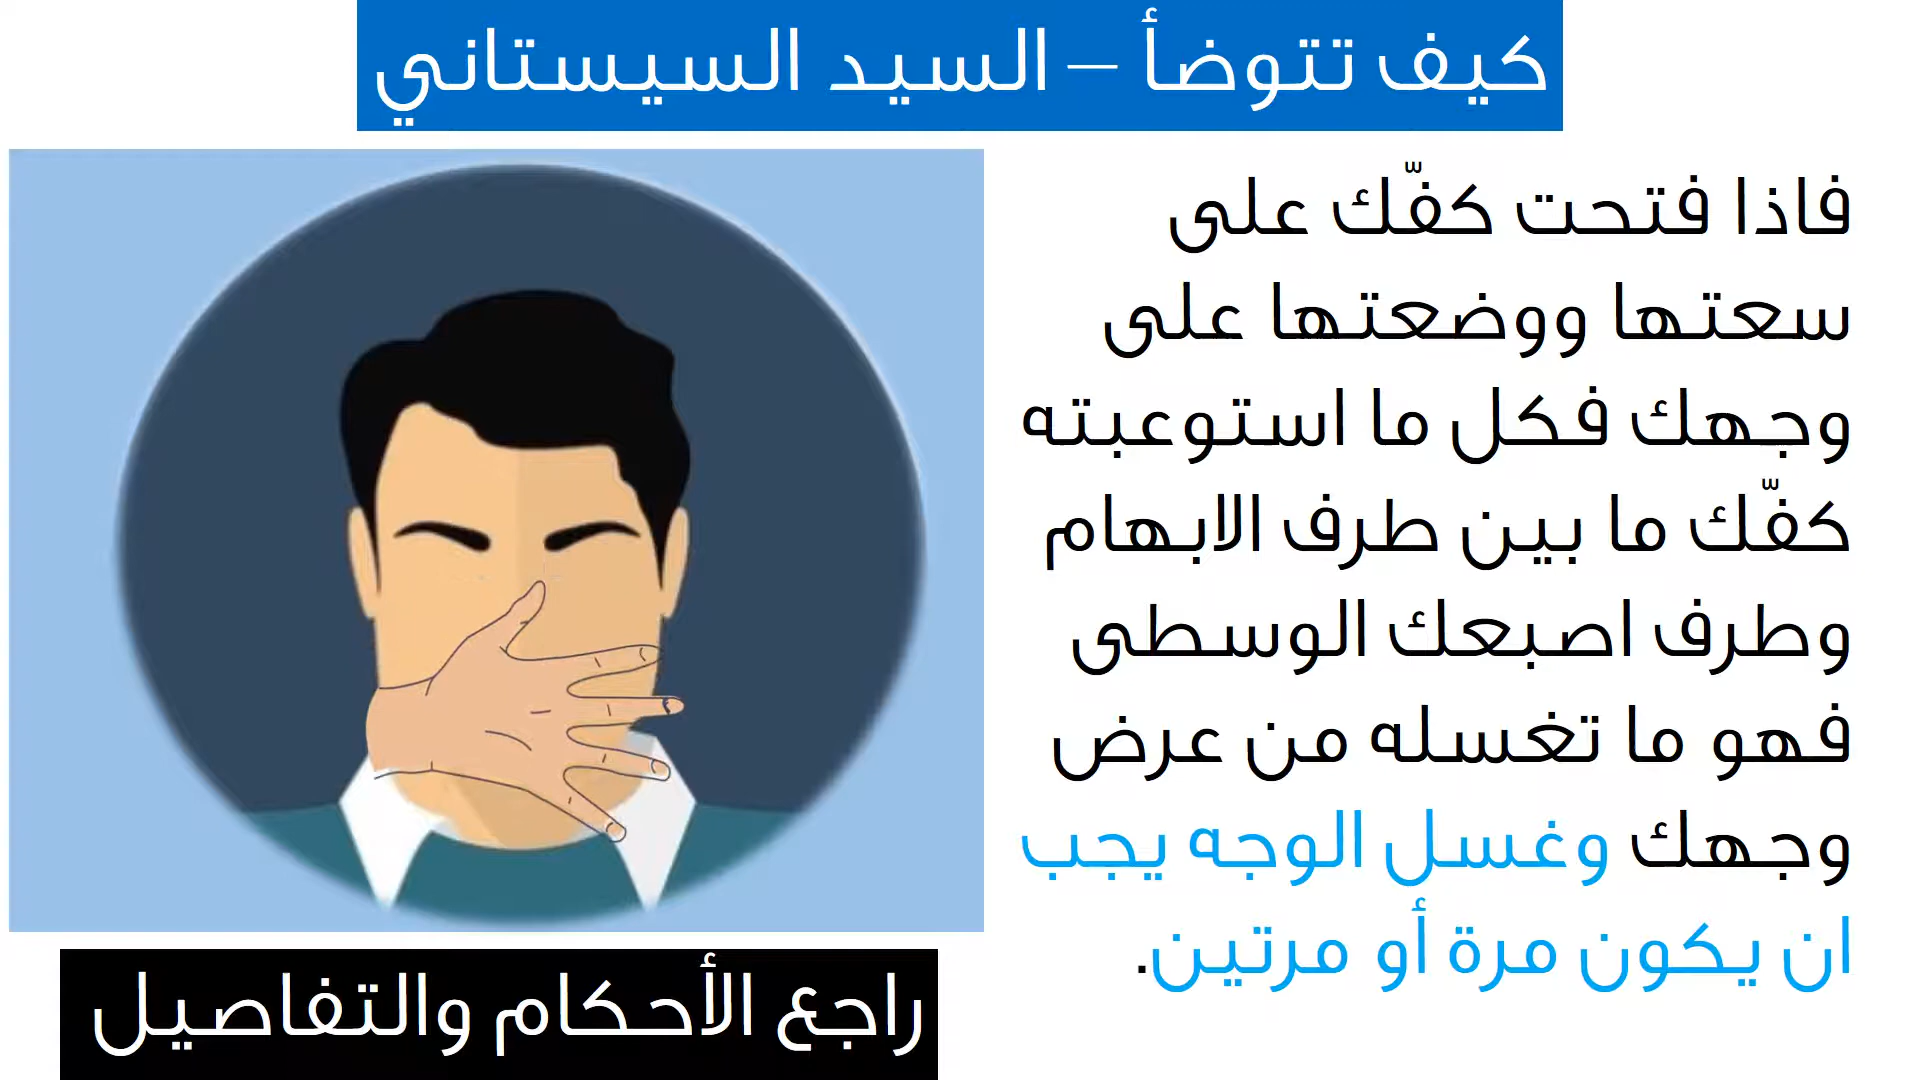 كيف تتوضأ – السيد السيستاني
فاذا فتحت كفّك على
سعتها ووضعتها على
وجهك فكل ما استوعبته
كفّك ما بين طرف الابهام
وطرف اصبعك الوسطى
فهو ما تغسله من عرض
وجهك وغسل الوجه يجب
ان يكون مرة أو مرتين.
راجع الأحكام والتفاصيل